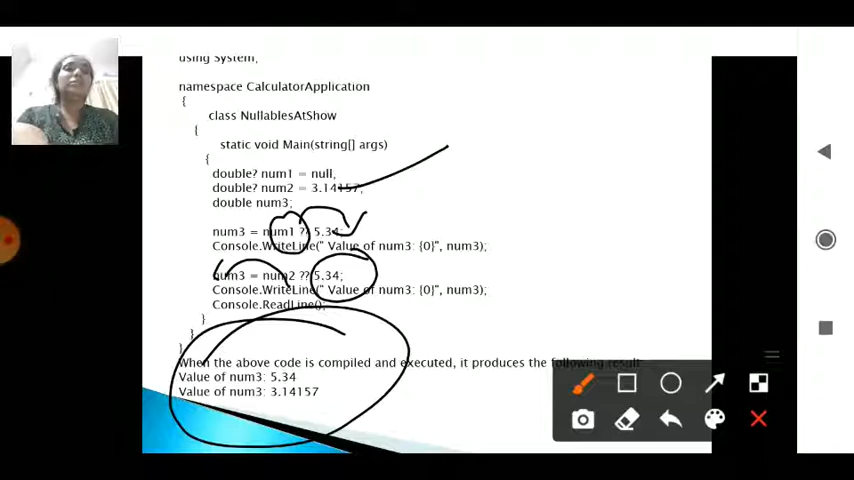 using System;
namespace CalculatorApplication
{
class NullablesAtShow
{
static void Main(string[] args)
{
double? num1 = null,
double? num2 = 3.14157;
double num3;
num3 = num1 ?? 5.34;
Console.WriteLine(" Value of num3: {0}", num3);
num3 = num2 ?? 5.34;
Console.WriteLine(" Value of num3: {0}", num3);
Console.ReadLine();
}
}
}
When the above code is compiled and executed, it produces the following result
Value of num3: 5.34
Value of num3: 3.14157